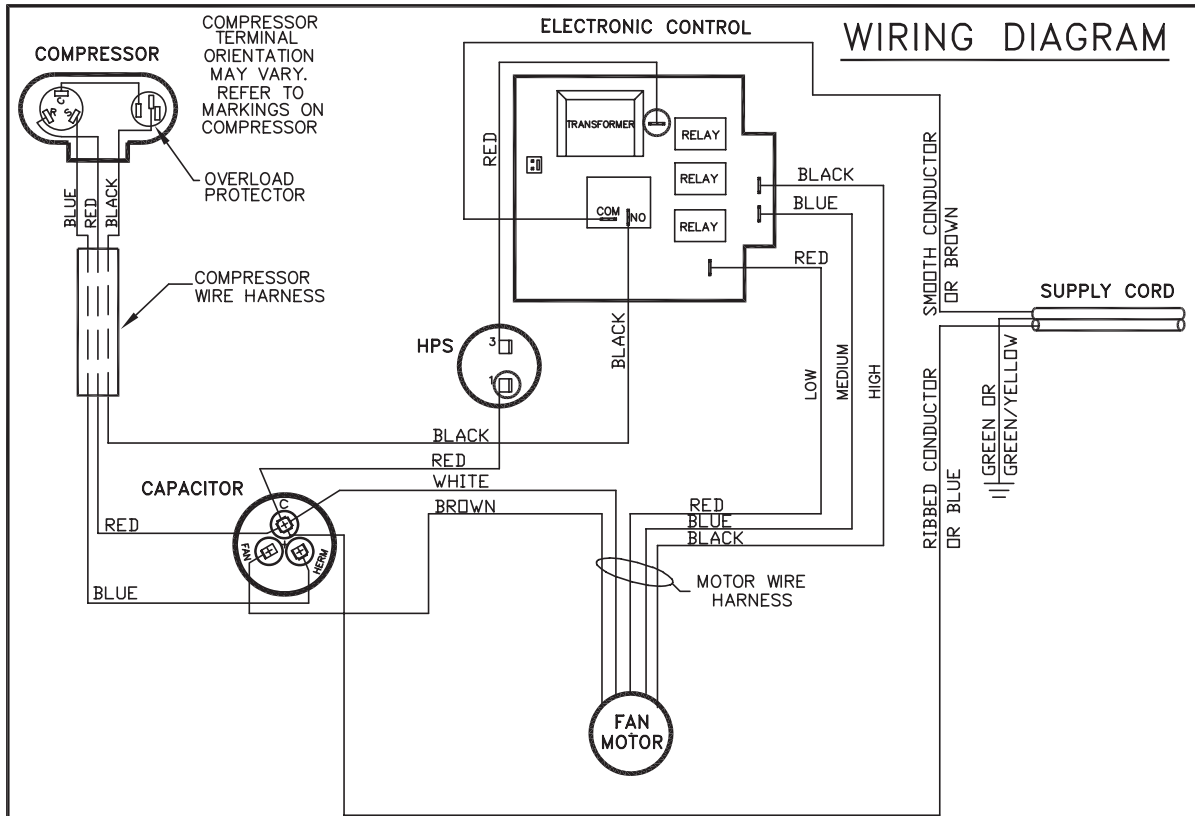 WIRING DIAGRAM
COMPRESSOR
TERMINAL
ORIENTATION
MAY VARY.
REFER TO
MARKINGS ON
COMPRESSOR
ELECTRONIC CONTROL
COMPRESSOR
C
R
S
OVERLOAD
PROTECTOR
BLUE
RED
BLACK
COMPRESSOR
WIRE HARNESS
RED
TRANSFORMER
RELAY
RELAY
RELAY
COM
NO
BLACK
BLUE
RED
SMOOTH CONDUCTOR
OR BROWN
SUPPLY CORD
HPS
3
1
BLACK
LOW
MEDIUM
HIGH
RIBBED CONDUCTOR
OR BLUE
GREEN OR
GREEN/YELLOW
BLACK
RED
WHITE
BROWN
CAPACITOR
C
FAN
HERM
RED
BLUE
RED
BLUE
BLACK
MOTOR WIRE
HARNESS
FAN
MOTOR